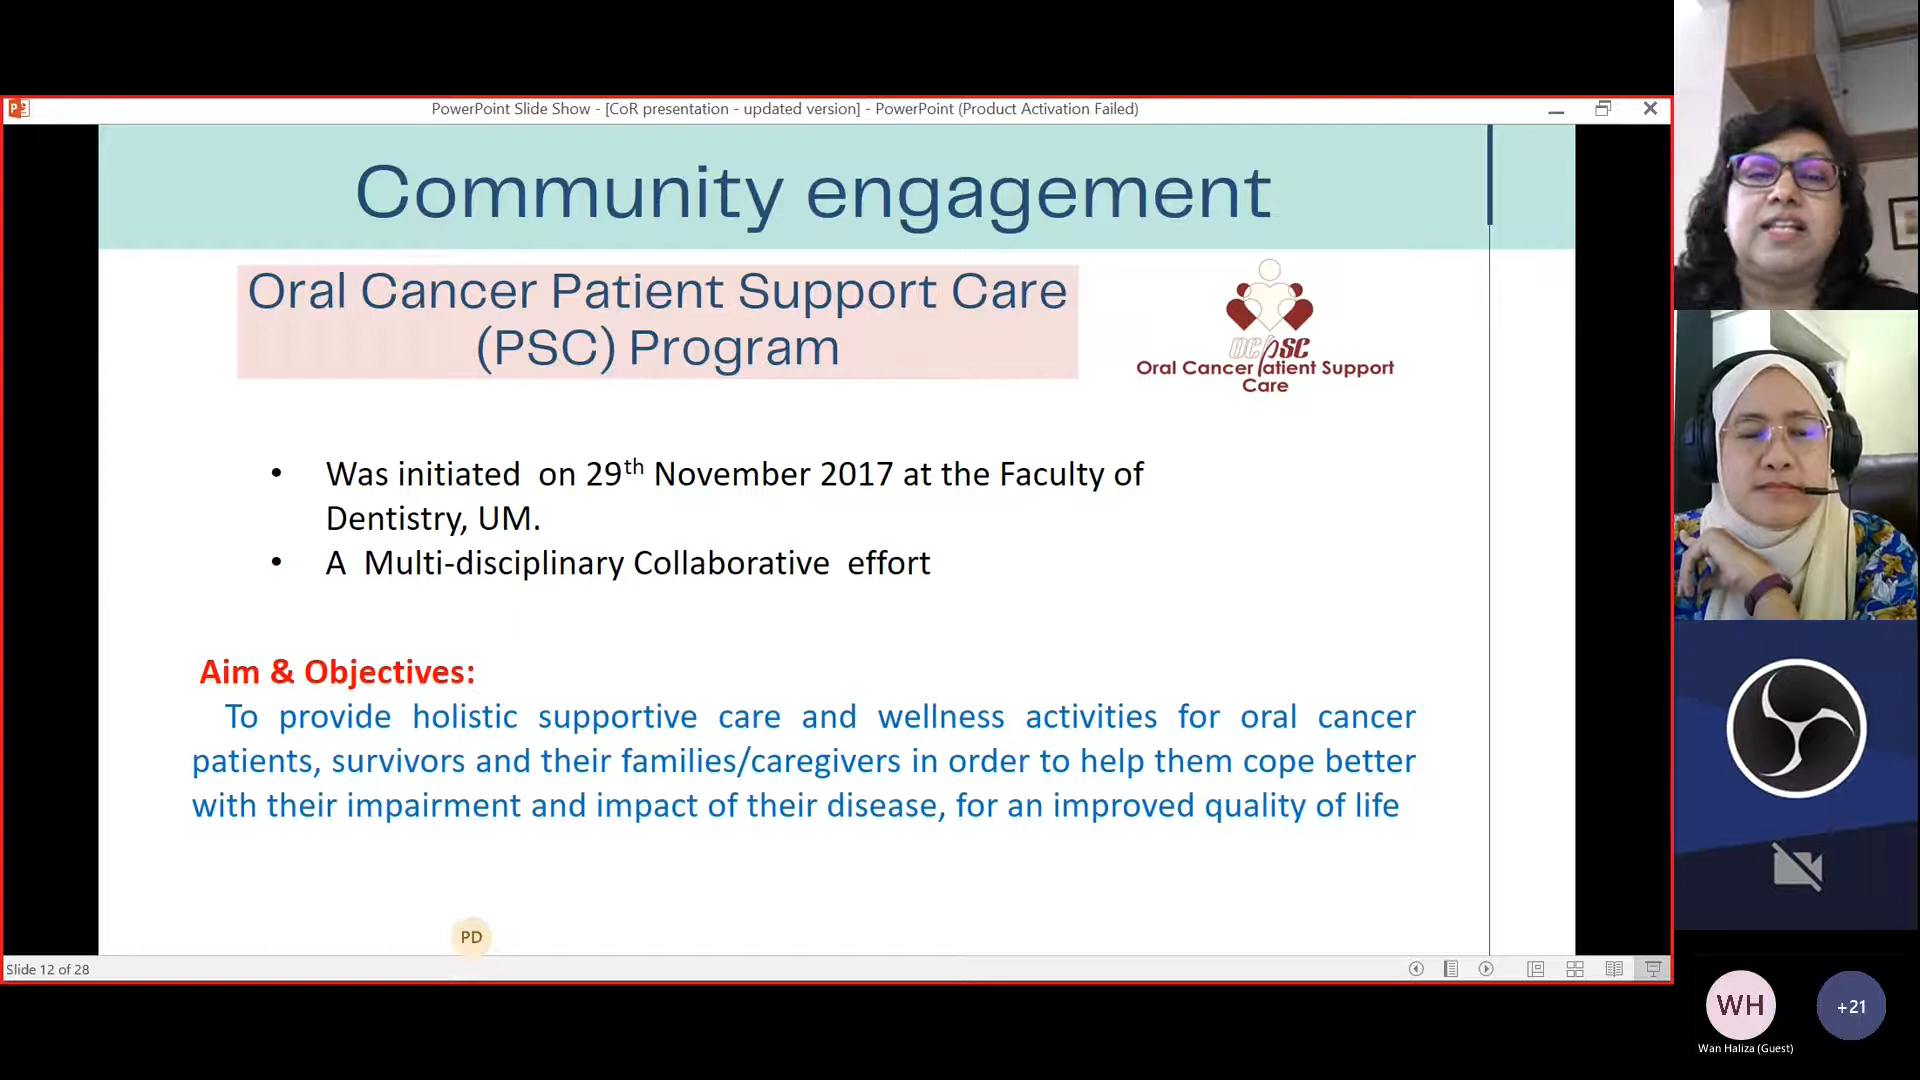 PowerPoint Slide Show - [CoR presentation - updated version] - PowerPoint (Product Activation Failed)
Community engagement
Oral Cancer Patient Support Care
(PSC) Program
OCpSC
Oral Cancer patient Support
Care
• Was initiated on 29th November 2017 at the Faculty of
Dentistry, UM.
• A Multi-disciplinary Collaborative effort
Aim & Objectives:
To provide holistic supportive care and wellness activities for oral cancer
patients, survivors and their families/caregivers in order to help them cope better
with their impairment and impact of their disease, for an improved quality of life
PD
Slide 12 of 28
WH
+21
Wan Haliza (Guest)